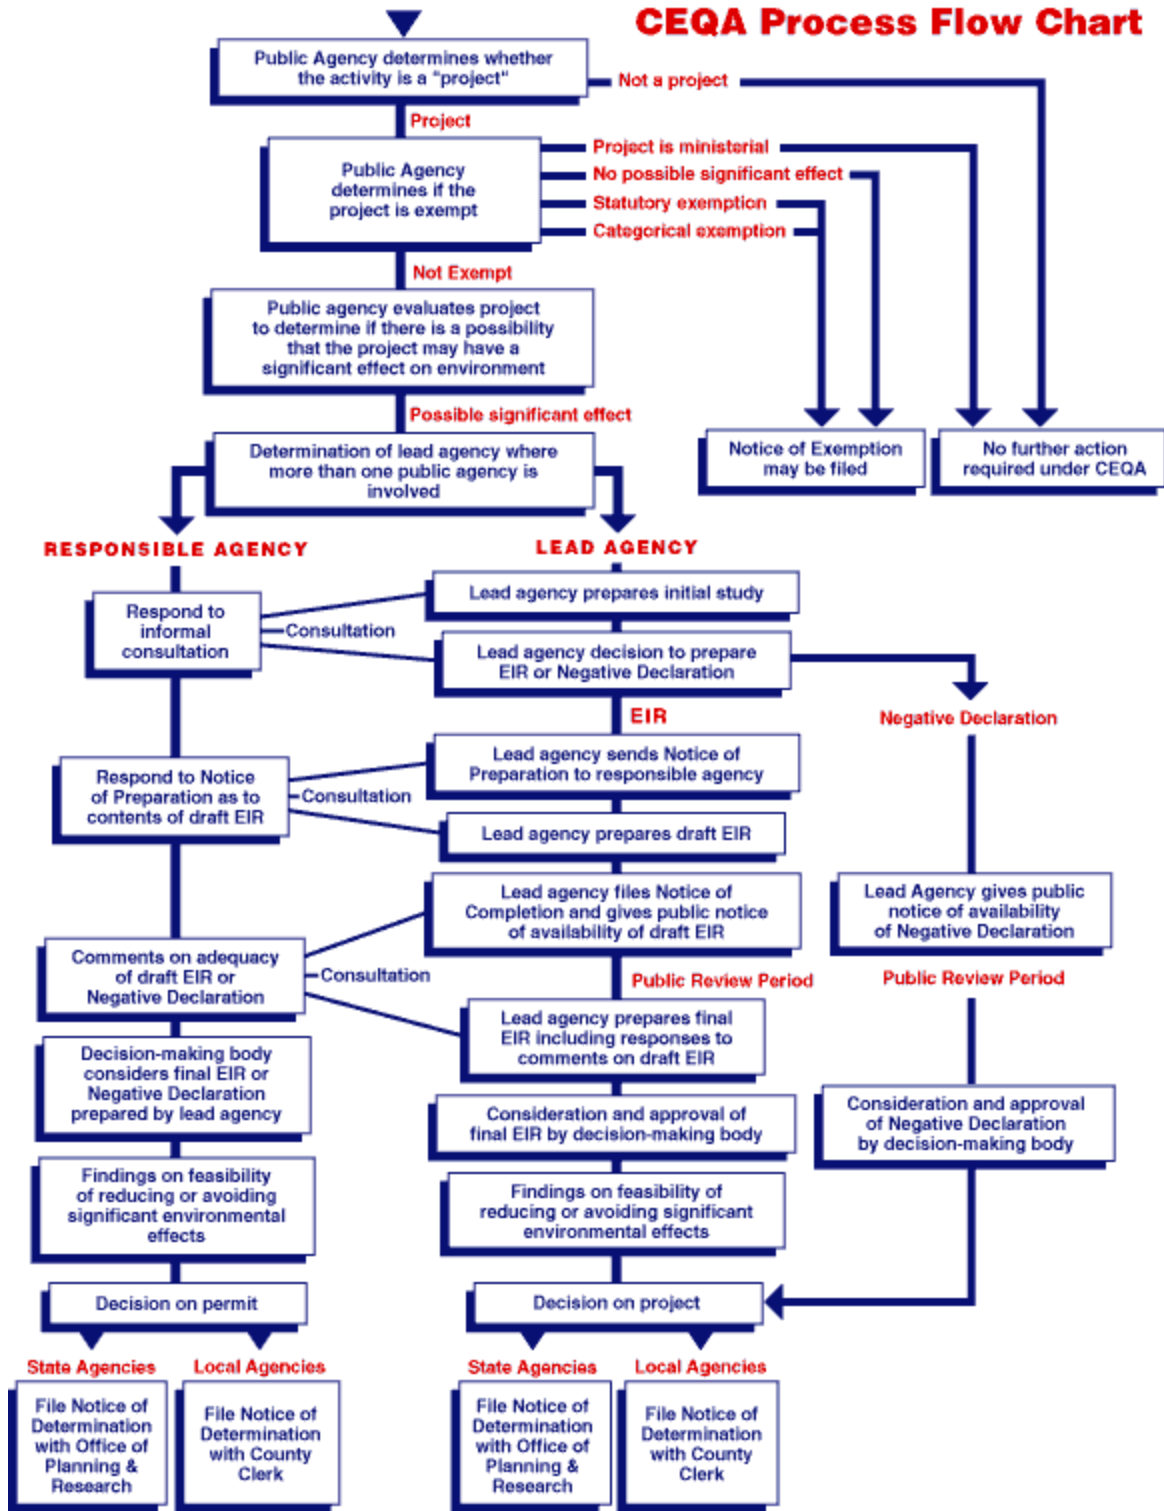 CEQA Process Flow Chart
Public Agency determines whether
the activity is a "project"
Not a project
Project
Public Agency
determines if the
project is exempt
Project is ministerial
No possible significant effect
Statutory exemption
Categorical exemption
Not Exempt
Public agency evaluates project
to determine if there is a possibility
that the project may have a
significant effect on environment
Possible significant effect
Determination of lead agency where
more than one public agency is
involved
Notice of Exemption
may be filed
No further action
required under CEQA
RESPONSIBLE AGENCY
LEAD AGENCY
Respond to
informal
consultation
Consultation
Lead agency prepares initial study
Lead agency decision to prepare
EIR or Negative Declaration
EIR
Negative Declaration
Respond to Notice
of Preparation as to
contents of draft EIR
Consultation
Lead agency sends Notice of
Preparation to responsible agency
Lead agency prepares draft EIR
Lead agency files Notice of
Completion and gives public notice
of availability of draft EIR
Lead Agency gives public
notice of availability
of Negative Declaration
Comments on adequacy
of draft EIR or
Negative Declaration
Consultation
Public Review Period
Public Review Period
Lead agency prepares final
EIR including responses to
comments on draft EIR
Decision-making body
considers final EIR or
Negative Declaration
prepared by lead agency
Consideration and approval of
final EIR by decision-making body
Consideration and approval
of Negative Declaration
by decision-making body
Findings on feasibility
of reducing or avoiding
significant environmental
effects
Findings on feasibility of
reducing or avoiding significant
environmental effects
Decision on permit
Decision on project
State Agencies
Local Agencies
State Agencies
Local Agencies
File Notice of
Determination
with Office of
Planning &
Research
File Notice of
Determination
with County
Clerk
File Notice of
Determination
with Office of
Planning &
Research
File Notice of
Determination
with County
Clerk